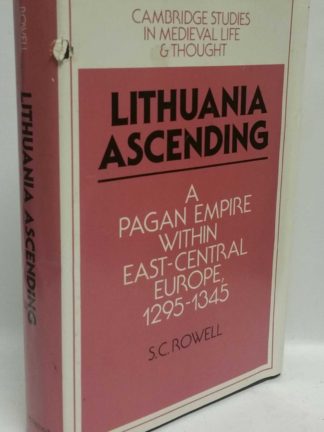 CAMBRIDGE STUDIES
IN MEDIEVAL LIFE
& THOUGHT
LITHUANIA
ASCENDING
A
PAGAN EMPIRE
WITHIN
EAST-CENTRAL
EUROPE,
1295-1345
S.C. ROWELL
ROWELL
LITHUANIA ASCENDING